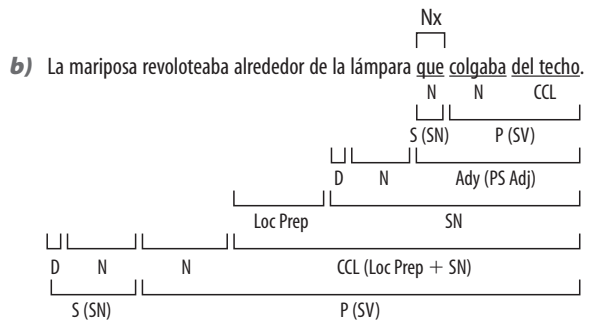 Nx
b) La mariposa revoloteaba alrededor de la lámpara que colgaba del techo.
N N CCL
S (SN) P (SV)
D N Ady (PS Adj)
Loc Prep SN
D N N CCL (Loc Prep + SN)
S (SN) P (SV)